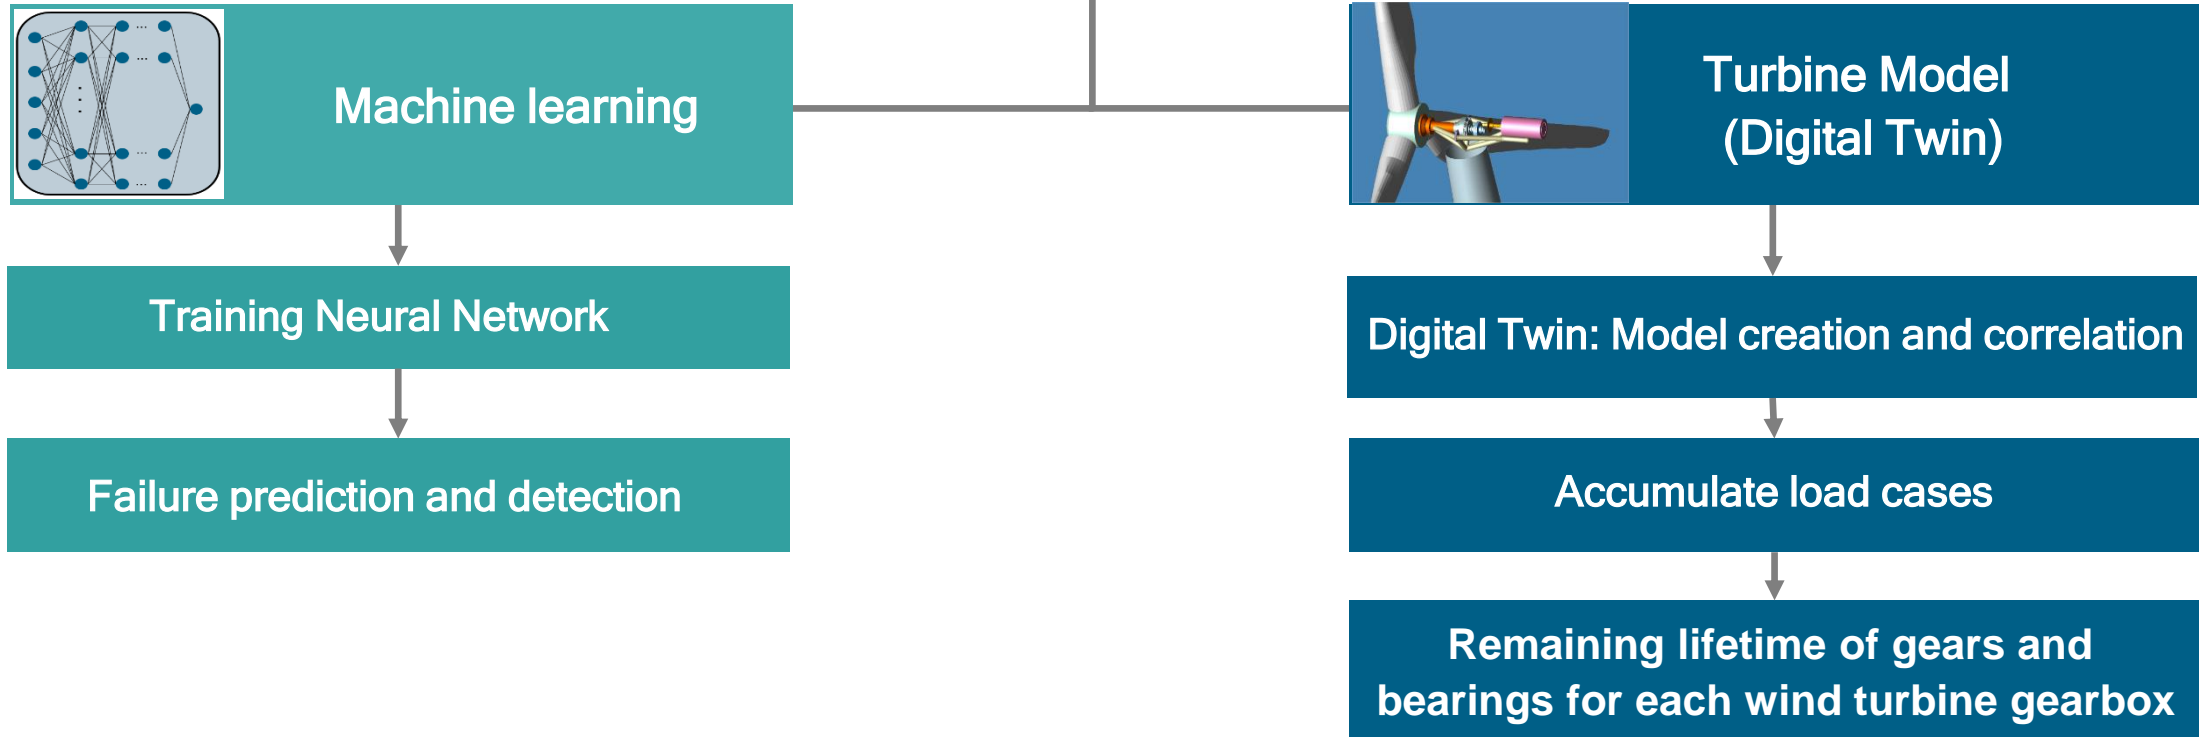 Machine learning
Training Neural Network
Failure prediction and detection
Turbine Model
(Digital Twin)
Digital Twin: Model creation and correlation
Accumulate load cases
Remaining lifetime of gears and
bearings for each wind turbine gearbox